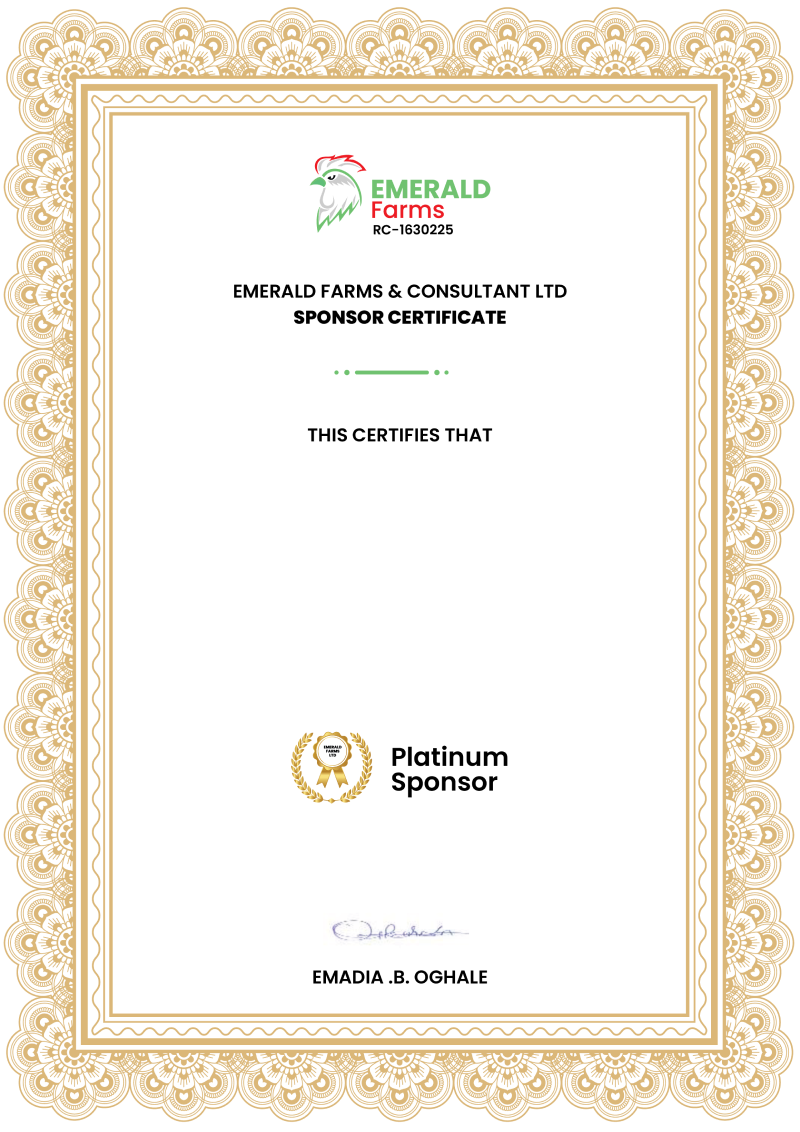 EMERALD
Farms
RC-1630225
EMERALD FARMS & CONSULTANT LTD
SPONSOR CERTIFICATE
THIS CERTIFIES THAT
EMERALD
FARMS
LTD
Platinum
Sponsor
EMADIA .B. OGHALE